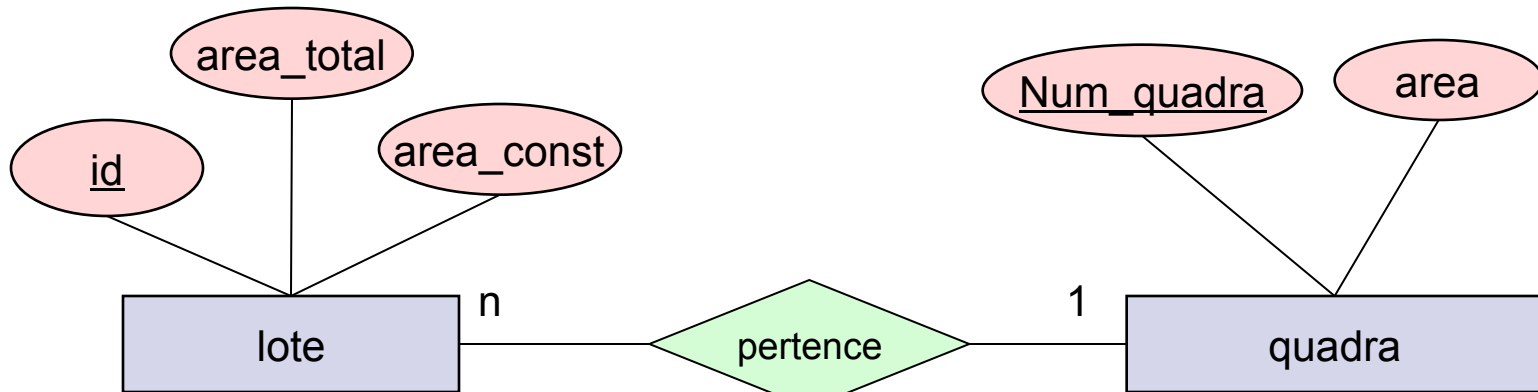 area_total
Num_quadra
area
id
area_const
n
1
lote
pertence
quadra